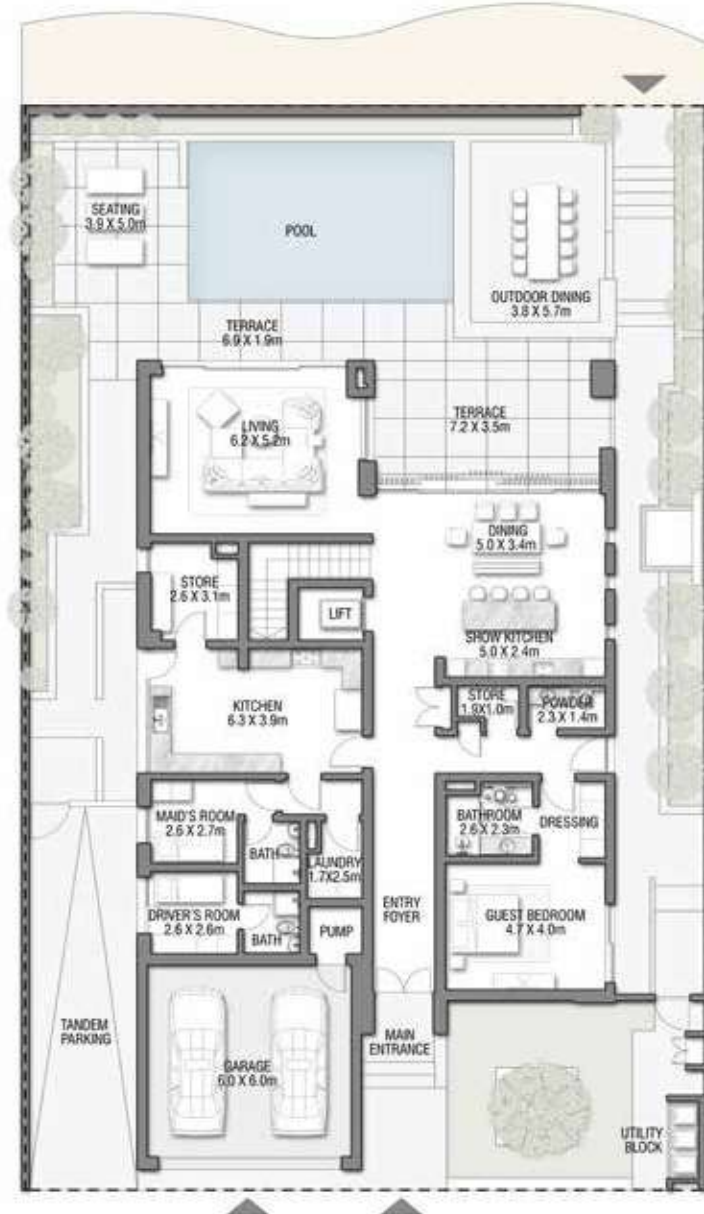 SEATING
3.9 X 5.0m
POOL
OUTDOOR DINING
3.8 X 5.7m
TERRACE
6.9 X 1.9m
LIVING
6.2 X 5.2m
TERRACE
7.2 X 3.5m
DINING
5.0 X 3.4m
STORE
2.6 X 3.1m
LIFT
SHOW KITCHEN
5.0 X 2.4m
KITCHEN
6.3 X 3.9m
STORE
1.9X1.0m
POWDER
2.3 X 1.4m
MAID'S ROOM
2.6 X 2.7m
BATH
LAUNDRY
1.7X2.5m
BATHROOM
2.6 X 2.3m
DRESSING
DRIVER'S ROOM
2.6 X 2.6m
BATH
PUMP
ENTRY
FOYER
GUEST BEDROOM
4.7 X 4.0m
TANDEM
PARKING
GARAGE
6.0 X 6.0m
MAIN
ENTRANCE
UTILITY
BLOCK